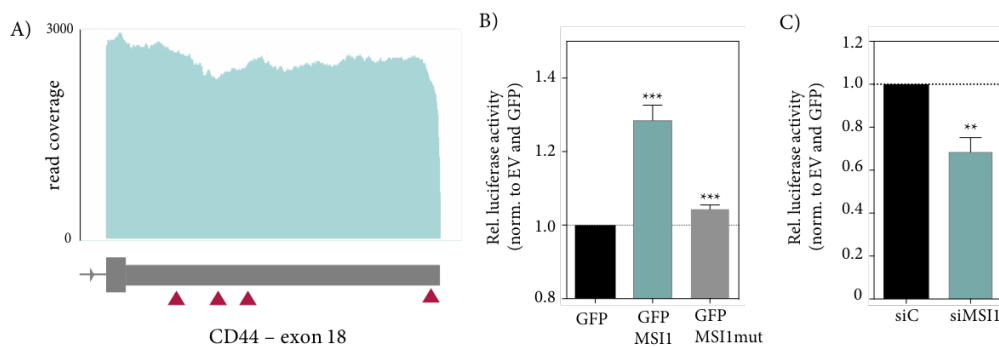 A)
3000
read coverage
0
CD44 – exon 18
B)
Rel. luciferase activity
(norm. to EV and GFP)
1.4
1.2
1.0
0.8
***
***
GFP
GFP
MSI1
GFP
MSI1mut
C)
Rel. luciferase activity
(norm. to EV and GFP)
1.2
1.0
0.8
0.6
0.4
0.2
0
**
siC
siMSI1